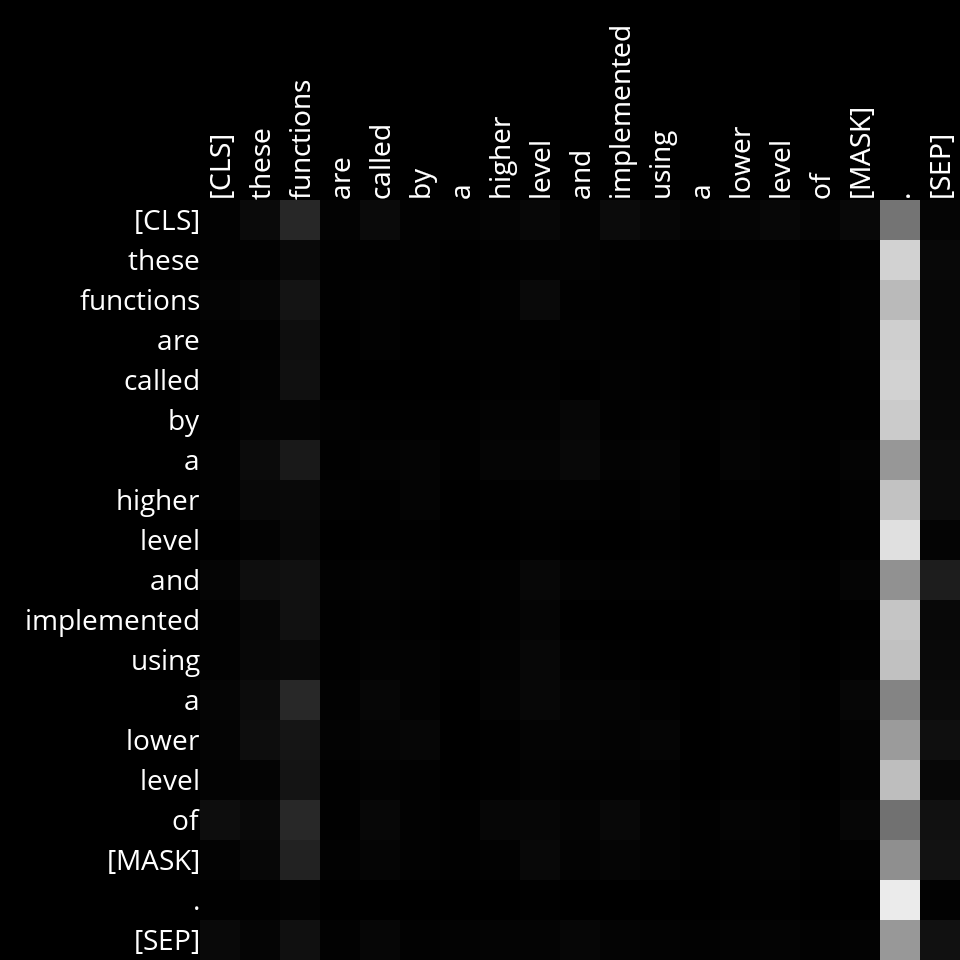 [CLS] these functions are called by a higher level and implemented using a lower level of [MASK] . [SEP]
[CLS]
these
functions
are
called
by
a
higher
level
and
implemented
using
a
lower
level
of
[MASK]
.
[SEP]